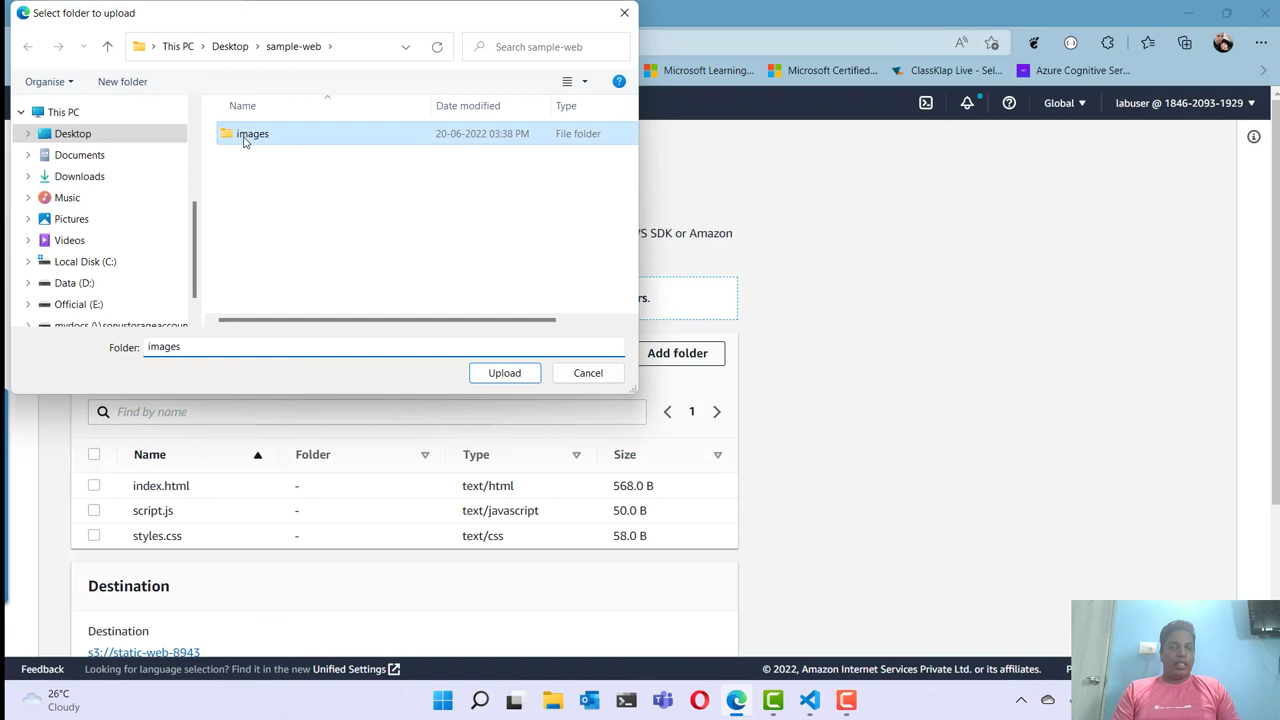 Select folder to upload
This PC > Desktop > sample-web >
Search sample-web
Organise
New folder
This PC
Desktop
Documents
Downloads
Music
Pictures
Videos
Local Disk (C:)
Data (D:)
Official (E:)
Name
Date modified
Type
images
20-06-2022 03:38 PM
File folder
Folder:
images
Upload
Cancel
Microsoft Learning...
Microsoft Certified...
ClassKlap Live - Sel...
Azure Cognitive Ser...
Global
labuser @ 1846-2093-1929
SDK or Amazon
rs.
Add folder
Find by name
1
Name
Folder
Type
Size
index.html
-
text/html
568.0 B
script.js
-
text/javascript
50.0 B
styles.css
-
text/css
58.0 B
Destination
Destination
s3://static-web-8943
Feedback
Looking for language selection? Find it in the new Unified Settings
© 2022, Amazon Internet Services Private Ltd. or its affiliates.
26°C
Cloudy